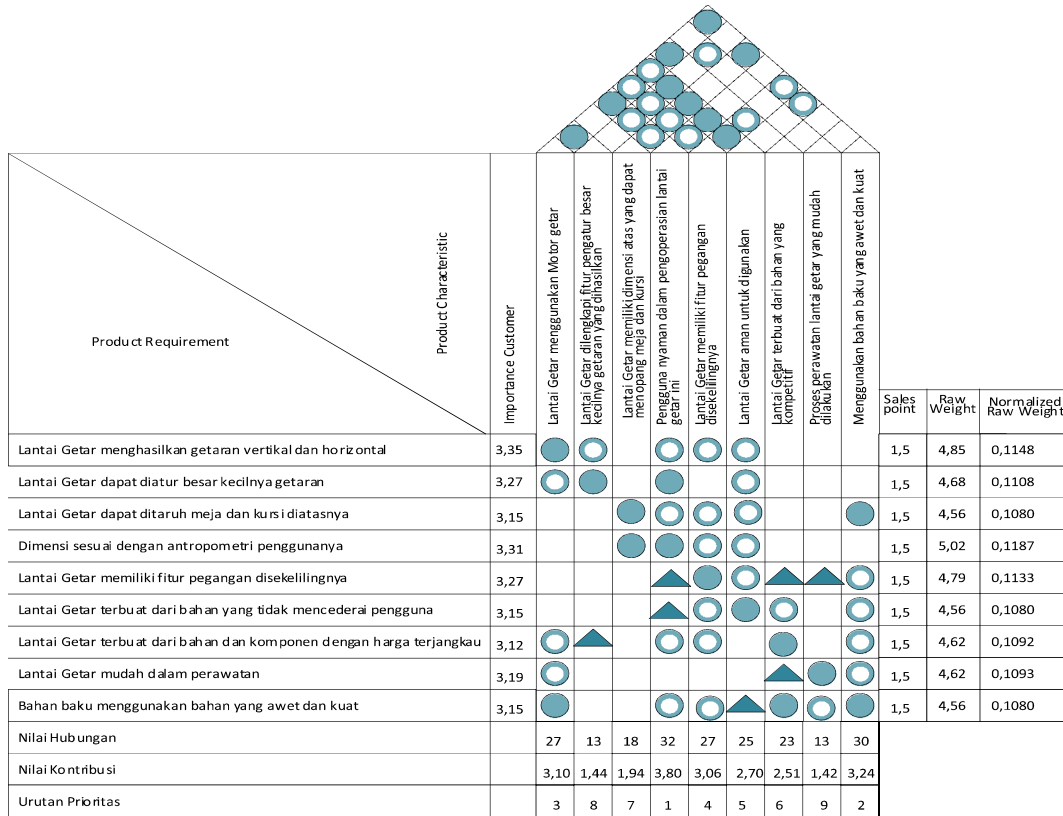 Product Requirement
Product Characteristic
Importance Customer
Lantai Getar menggunakan Motor getar
Lantai Getar dilengkapi fitur pengatur besar
kecilnya getaran yang dihasilkan
Lantai Getar memiliki dimensi atas yang dapat
menopang meja dan kursi
Pengguna nyaman dalam pengoperasian lantai
getar ini
Lantai Getar memiliki fitur pegangan
disekelilingnya
Lantai Getar aman untuk digunakan
Lantai Getar terbuat dari bahan yang
kompetitif
Proses perawatan lantai getar yang mudah
dilakukan
Menggunakan bahan baku yang awet dan kuat
Sales
point
Raw
Weight
Normalized
Raw Weight
Lantai Getar menghasilkan getaran vertikal dan horizontal 3,35 1,5 4,85 0,1148
Lantai Getar dapat diatur besar kecilnya getaran 3,27 1,5 4,68 0,1108
Lantai Getar dapat ditaruh meja dan kursi diatasnya 3,15 1,5 4,56 0,1080
Dimensi sesuai dengan antropometri penggunanya 3,31 1,5 5,02 0,1187
Lantai Getar memiliki fitur pegangan disekelilingnya 3,27 1,5 4,79 0,1133
Lantai Getar terbuat dari bahan yang tidak mencederai pengguna 3,15 1,5 4,56 0,1080
Lantai Getar terbuat dari bahan dan komponen dengan harga terjangkau 3,12 1,5 4,62 0,1092
Lantai Getar mudah dalam perawatan 3,19 1,5 4,62 0,1093
Bahan baku menggunakan bahan yang awet dan kuat 3,15 1,5 4,56 0,1080
Nilai Hubungan 27 13 18 32 27 25 23 13 30
Nilai Kontribusi 3,10 1,44 1,94 3,80 3,06 2,70 2,51 1,42 3,24
Urutan Prioritas 3 8 7 1 4 5 6 9 2